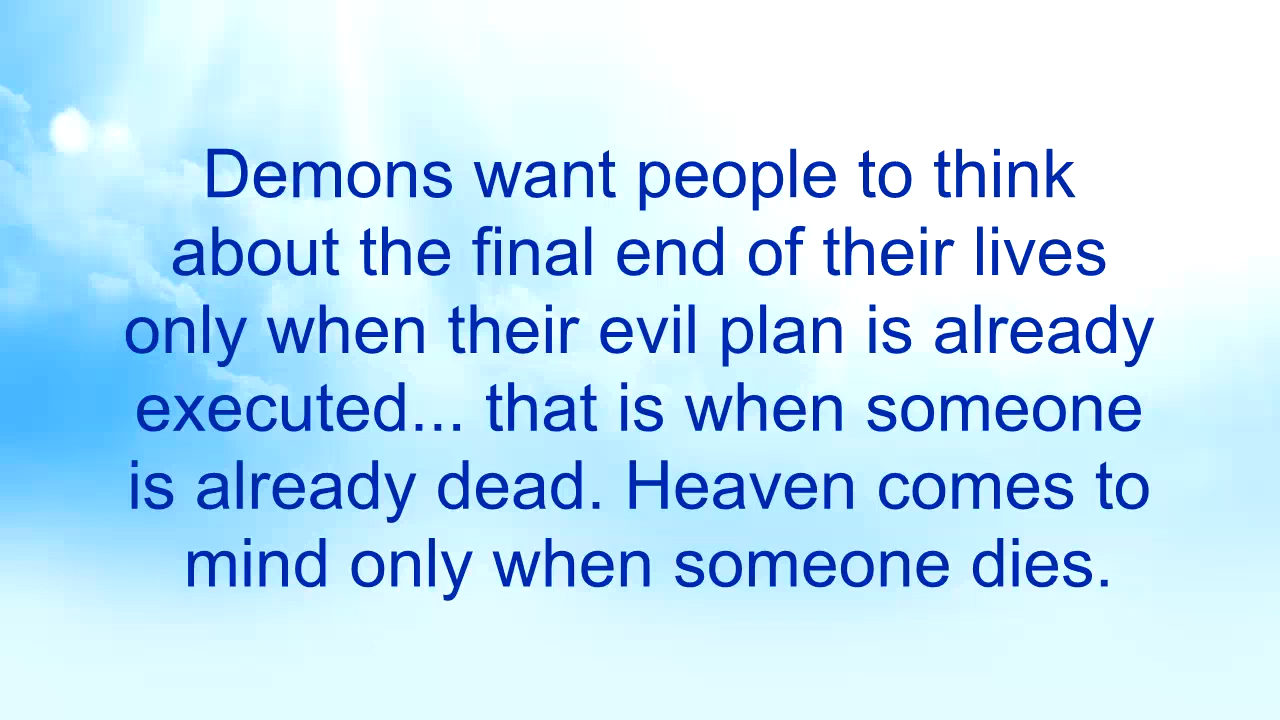 Demons want people to think
about the final end of their lives
only when their evil plan is already
executed... that is when someone
is already dead. Heaven comes to
mind only when someone dies.